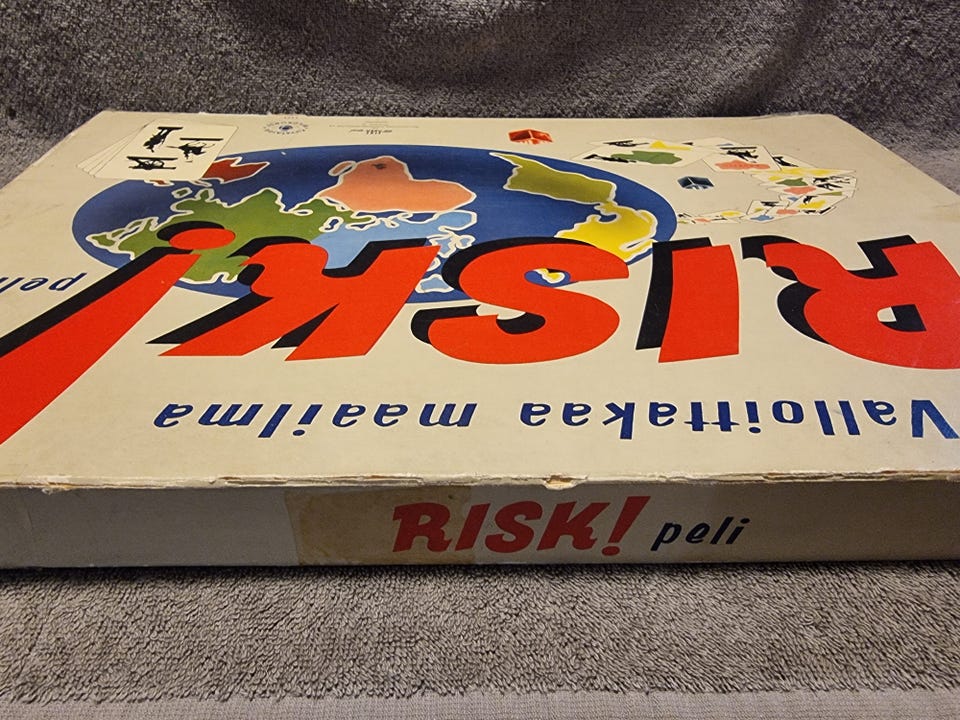 Valloittakaa maailma
RISK!
peli
RISK! peli